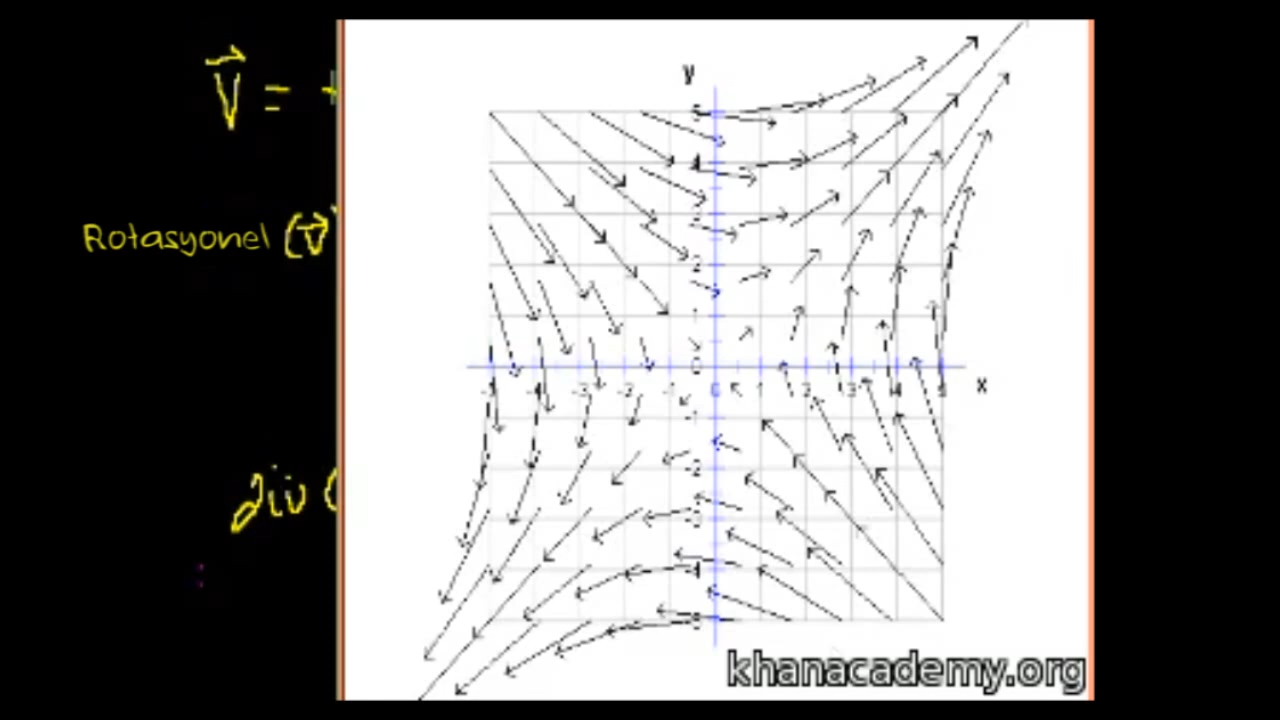 V = +
y
5
4
3
2
1
0
-5 -4 -3 -2 -1 0 1 2 3 4 5 x
-1
-2
-3
-4
-5
Rotasyonel (V
div (
khanacademy.org